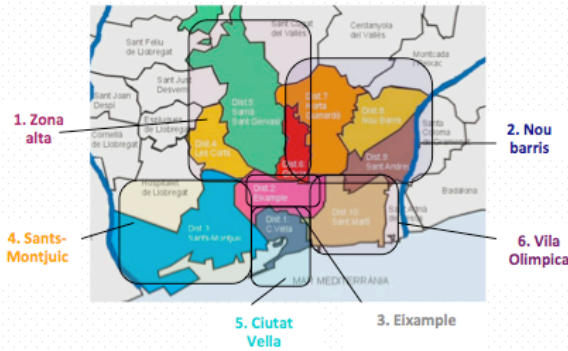 Sant Feliu
de Llobregat
Sant Cugat
del Vallès
Cerdanyola
del Vallès
Montcada
i Reixac
Sant Just
Desvern
Sant Joan
Despí
Esplugues
de Llobregat
Cornellà
de Llobregat
Dist.5:
Sarrià
Sant Gervasi
Dist.7:
Horta
Guinardó
Dist.8:
Nou Barris
Santa
Coloma
Dist.4:
Les Corts
Dist.6:
Dist.9:
Sant Andreu
1. Zona
alta
2. Nou
barris
Hospitalet
de Llobregat
Dist.2:
Eixample
Badalona
Dist.3:
Sants-Montjuïc
Dist.1:
C.Vella
Dist.10:
Sant Martí
Sant Adrià
4. Sants-
Montjuic
6. Vila
Olimpica
MAR MEDITERRÀNIA
5. Ciutat
Vella
3. Eixample